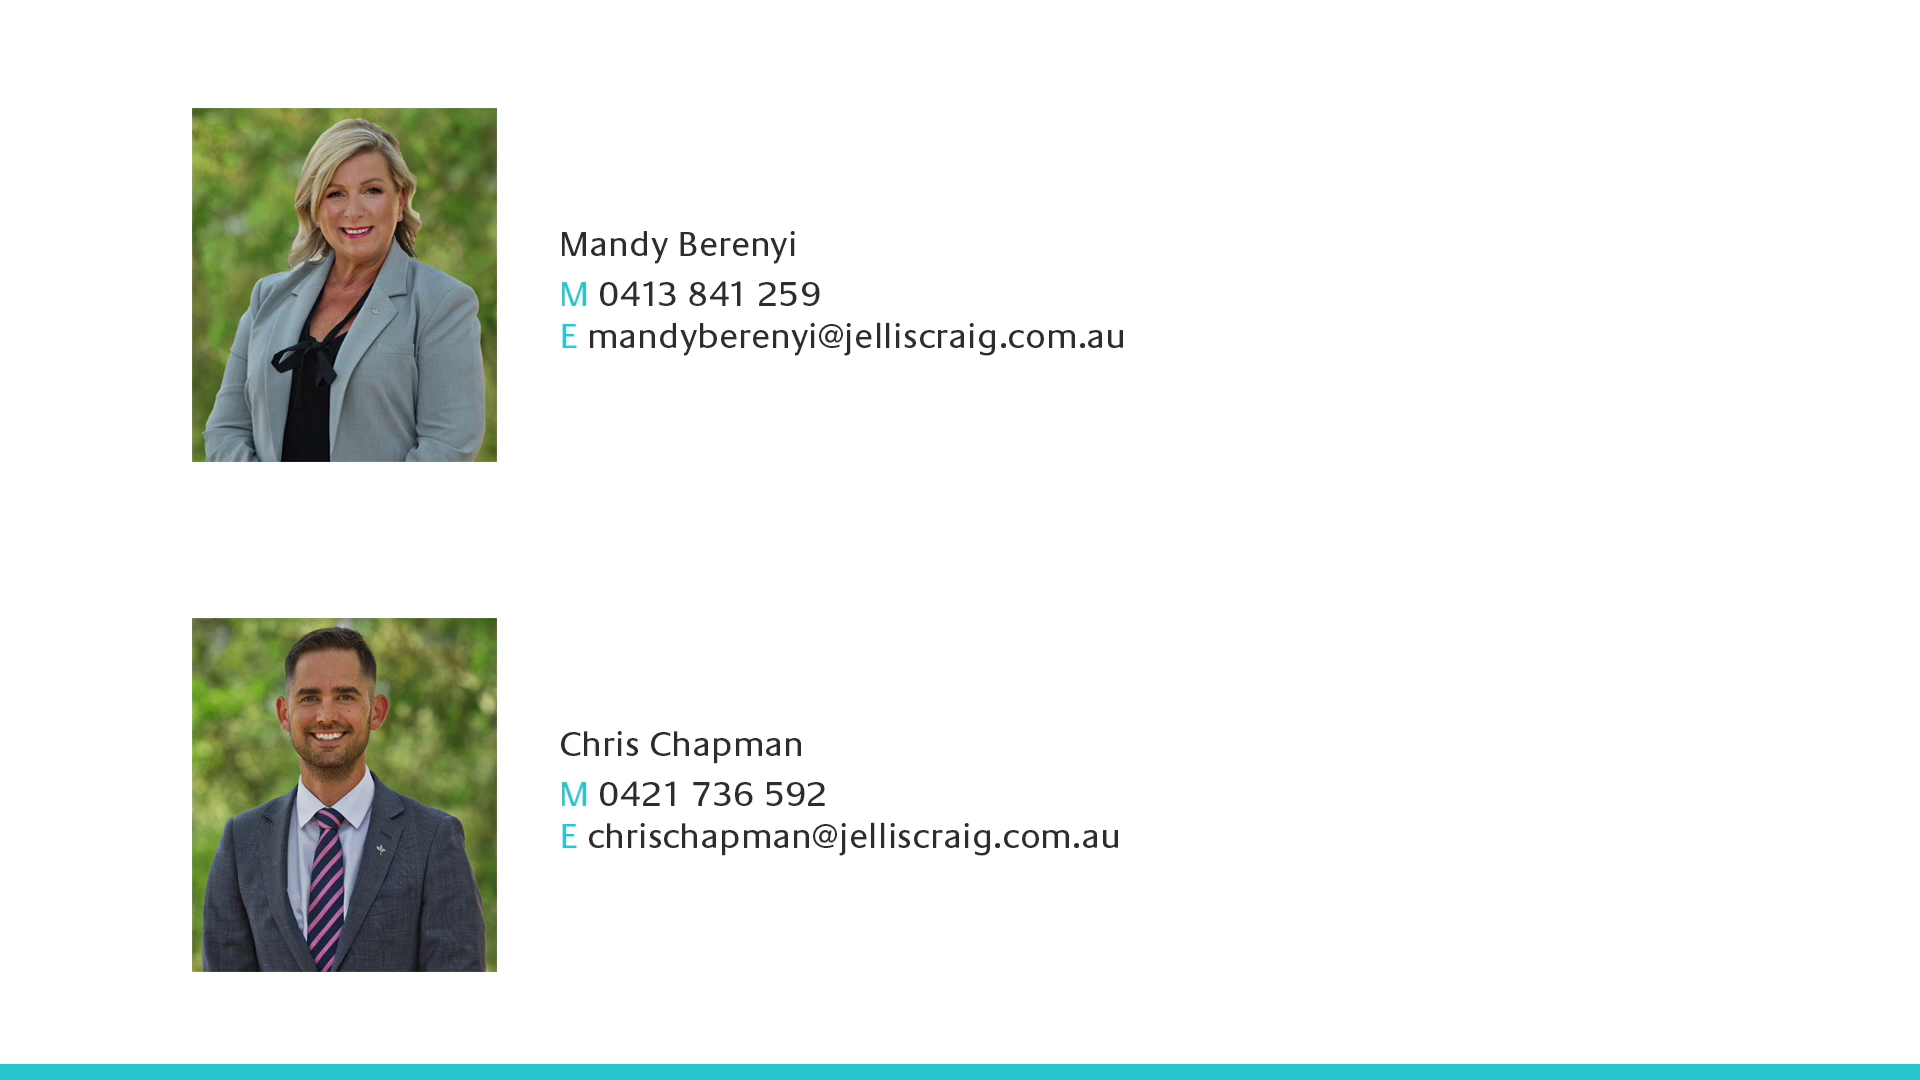 Mandy Berenyi
M 0413 841 259
E mandyberenyi@jelliscraig.com.au
Chris Chapman
M 0421 736 592
E chrischapman@jelliscraig.com.au